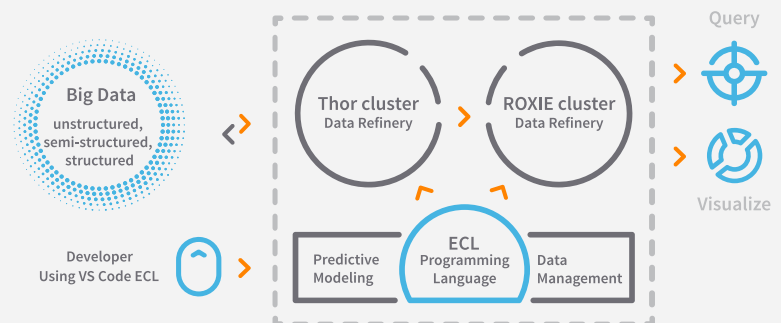 Query
Big Data
unstructured,
semi-structured,
structured
Thor cluster
Data Refinery
ROXIE cluster
Data Refinery
Visualize
Developer
Using VS Code ECL
Predictive
Modeling
ECL
Programming
Language
Data
Management